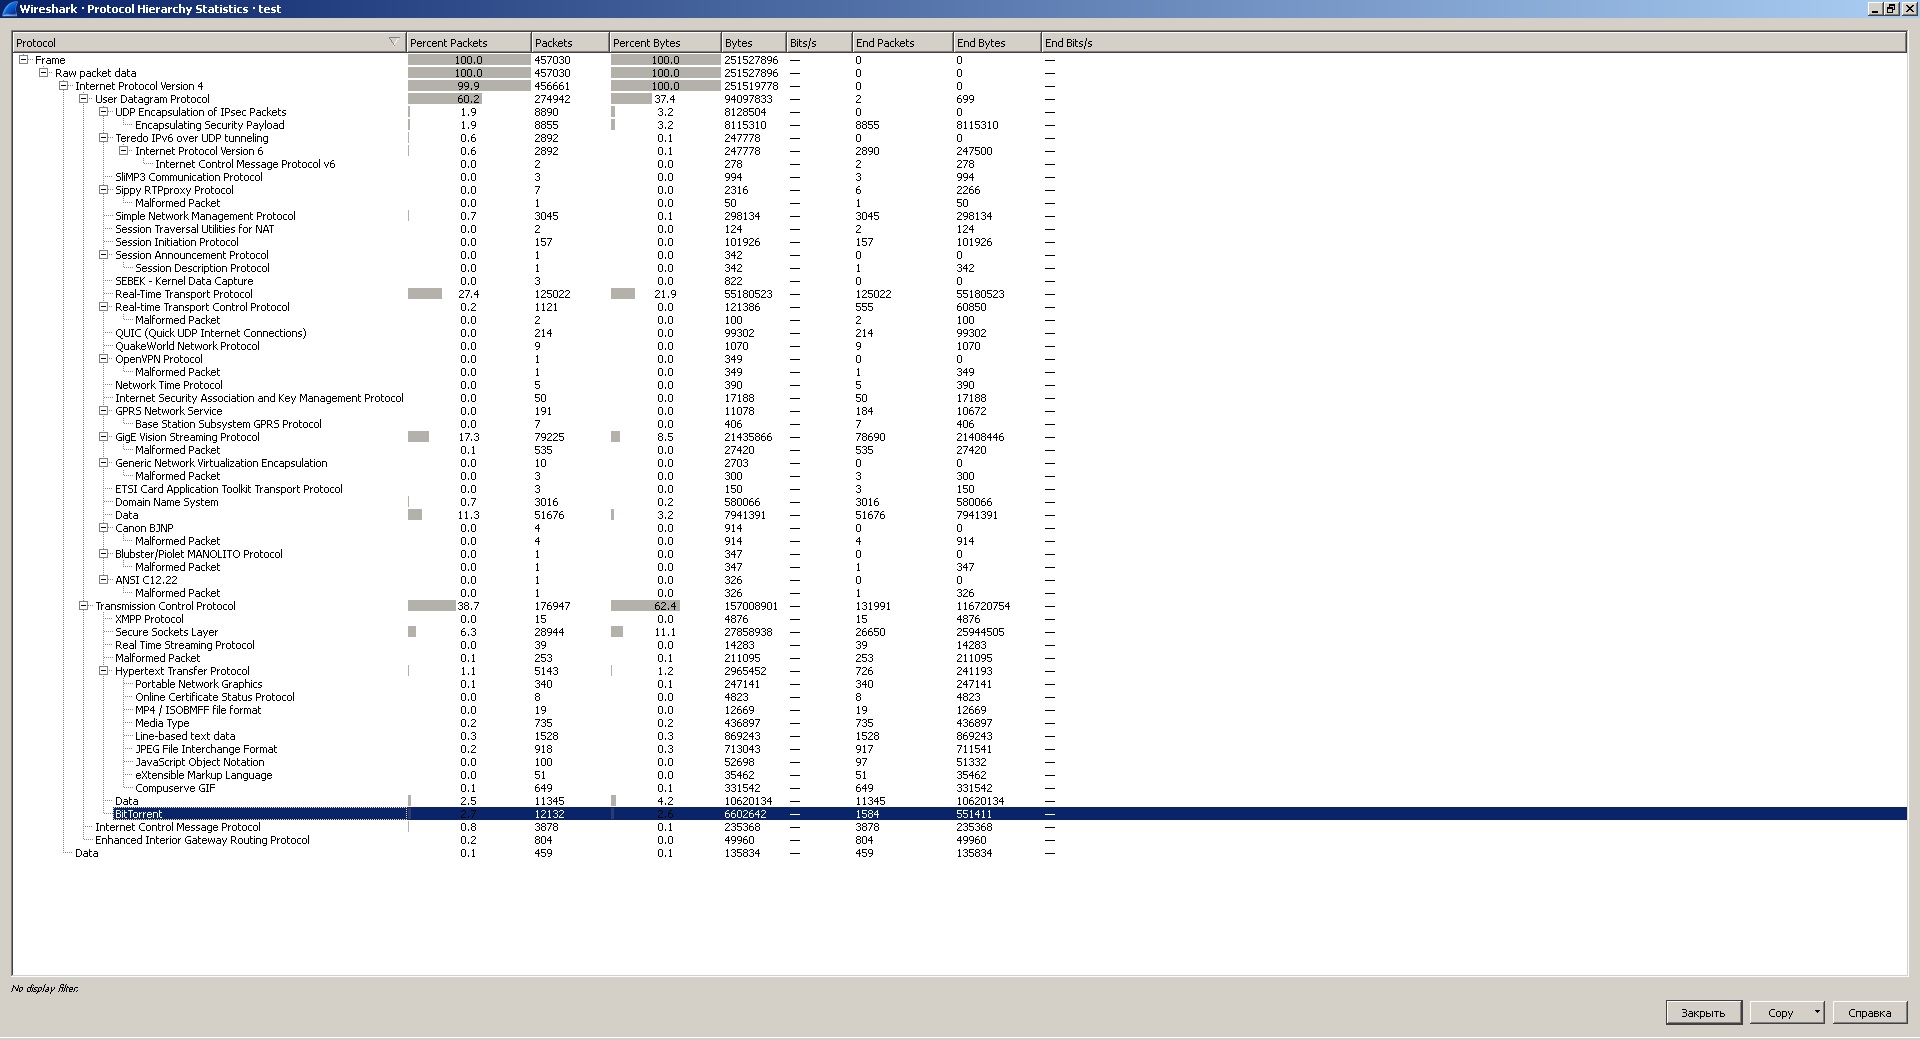 Wireshark · Protocol Hierarchy Statistics · test
Protocol Percent Packets Packets Percent Bytes Bytes Bits/s End Packets End Bytes End Bits/s
Frame 100.0 457030 100.0 251527896 — 0 0 —
Raw packet data 100.0 457030 100.0 251527896 — 0 0 —
Internet Protocol Version 4 99.9 456661 100.0 251519778 — 0 0 —
User Datagram Protocol 60.2 274942 37.4 94097833 — 2 699 —
UDP Encapsulation of IPsec Packets 1.9 8890 3.2 8128504 — 0 0 —
Encapsulating Security Payload 1.9 8855 3.2 8115310 — 8855 8115310 —
Teredo IPv6 over UDP tunneling 0.6 2892 0.1 247778 — 0 0 —
Internet Protocol Version 6 0.6 2892 0.1 247778 — 2890 247500 —
Internet Control Message Protocol v6 0.0 2 0.0 278 — 2 278 —
SliMP3 Communication Protocol 0.0 3 0.0 994 — 3 994 —
Sippy RTPproxy Protocol 0.0 7 0.0 2316 — 6 2266 —
Malformed Packet 0.0 1 0.0 50 — 1 50 —
Simple Network Management Protocol 0.7 3045 0.1 298134 — 3045 298134 —
Session Traversal Utilities for NAT 0.0 2 0.0 124 — 2 124 —
Session Initiation Protocol 0.0 157 0.0 101926 — 157 101926 —
Session Announcement Protocol 0.0 1 0.0 342 — 0 0 —
Session Description Protocol 0.0 1 0.0 342 — 1 342 —
SEBEK - Kernel Data Capture 0.0 3 0.0 822 — 0 0 —
Real-Time Transport Protocol 27.4 125022 21.9 55180523 — 125022 55180523 —
Real-time Transport Control Protocol 0.2 1121 0.0 121386 — 555 60850 —
Malformed Packet 0.0 2 0.0 100 — 2 100 —
QUIC (Quick UDP Internet Connections) 0.0 214 0.0 99302 — 214 99302 —
QuakeWorld Network Protocol 0.0 9 0.0 1070 — 9 1070 —
OpenVPN Protocol 0.0 1 0.0 349 — 0 0 —
Malformed Packet 0.0 1 0.0 349 — 1 349 —
Network Time Protocol 0.0 5 0.0 390 — 5 390 —
Internet Security Association and Key Management Protocol 0.0 50 0.0 17188 — 50 17188 —
GPRS Network Service 0.0 191 0.0 11078 — 184 10672 —
Base Station Subsystem GPRS Protocol 0.0 7 0.0 406 — 7 406 —
GigE Vision Streaming Protocol 17.3 79225 8.5 21435866 — 78690 21408446 —
Malformed Packet 0.1 535 0.0 27420 — 535 27420 —
Generic Network Virtualization Encapsulation 0.0 10 0.0 2703 — 0 0 —
Malformed Packet 0.0 3 0.0 300 — 3 300 —
ETSI Card Application Toolkit Transport Protocol 0.0 3 0.0 150 — 3 150 —
Domain Name System 0.7 3016 0.2 580066 — 3016 580066 —
Data 11.3 51676 3.2 7941391 — 51676 7941391 —
Canon BJNP 0.0 4 0.0 914 — 0 0 —
Malformed Packet 0.0 4 0.0 914 — 4 914 —
Blubster/Piolet MANOLITO Protocol 0.0 1 0.0 347 — 0 0 —
Malformed Packet 0.0 1 0.0 347 — 1 347 —
ANSI C12.22 0.0 1 0.0 326 — 0 0 —
Malformed Packet 0.0 1 0.0 326 — 1 326 —
Transmission Control Protocol 38.7 176947 62.4 157008901 — 131991 116720754 —
XMPP Protocol 0.0 15 0.0 4876 — 15 4876 —
Secure Sockets Layer 6.3 28944 11.1 27858938 — 26650 25944505 —
Real Time Streaming Protocol 0.0 39 0.0 14283 — 39 14283 —
Malformed Packet 0.1 253 0.1 211095 — 253 211095 —
Hypertext Transfer Protocol 1.1 5143 1.2 2965452 — 726 241193 —
Portable Network Graphics 0.1 340 0.1 247141 — 340 247141 —
Online Certificate Status Protocol 0.0 8 0.0 4823 — 8 4823 —
MP4 / ISOBMFF file format 0.0 19 0.0 12669 — 19 12669 —
Media Type 0.2 735 0.2 436897 — 735 436897 —
Line-based text data 0.3 1528 0.3 869243 — 1528 869243 —
JPEG File Interchange Format 0.2 918 0.3 713043 — 917 711541 —
JavaScript Object Notation 0.0 100 0.0 52698 — 97 51332 —
eXtensible Markup Language 0.0 51 0.0 35462 — 51 35462 —
Compuserve GIF 0.1 649 0.1 331542 — 649 331542 —
Data 2.5 11345 4.2 10620134 — 11345 10620134 —
BitTorrent 2.7 12132 2.6 6602642 — 1584 551411 —
Internet Control Message Protocol 0.8 3878 0.1 235368 — 3878 235368 —
Enhanced Interior Gateway Routing Protocol 0.2 804 0.0 49960 — 804 49960 —
Data 0.1 459 0.1 135834 — 459 135834 —
No display filter.
Закрыть Copy Справка